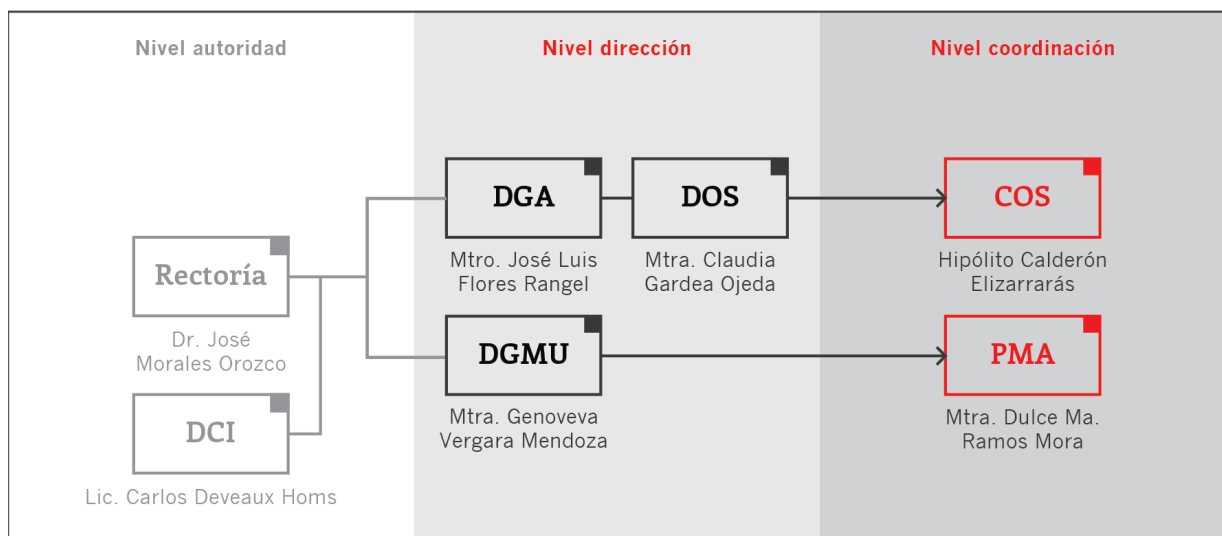 Nivel autoridad
Nivel dirección
Nivel coordinación
DGA
DOS
COS
Mtro. José Luis
Flores Rangel
Mtra. Claudia
Gardea Ojeda
Hipólito Calderón
Elizarrarás
Rectoría
Dr. José
Morales Orozco
DGMU
PMA
Mtra. Genoveva
Vergara Mendoza
Mtra. Dulce Ma.
Ramos Mora
DCI
Lic. Carlos Deveaux Homs